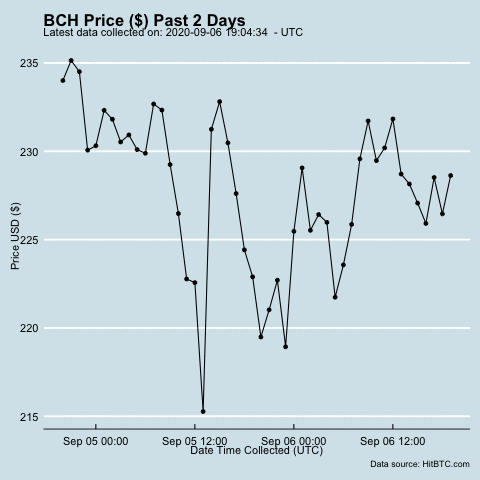 BCH Price ($) Past 2 Days
Latest data collected on: 2020-09-06 19:04:34  - UTC
235
230
225
220
215
Price USD ($)
Sep 05 00:00 Sep 05 12:00 Sep 06 00:00 Sep 06 12:00
Date Time Collected (UTC)
Data source: HitBTC.com